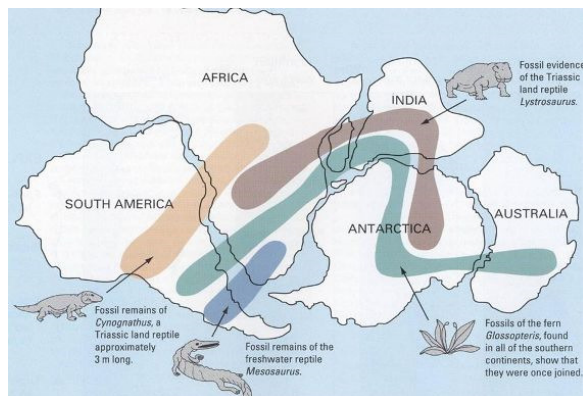 AFRICA
INDIA
Fossil evidence
of the Triassic
land reptile
Lystrosaurus.
SOUTH AMERICA
ANTARCTICA
AUSTRALIA
Fossil remains of
Cynognathus, a
Triassic land reptile
approximately
3 m long.
Fossil remains of the
freshwater reptile
Mesosaurus.
Fossils of the fern
Glossopteris, found
in all of the southern
continents, show that
they were once joined.